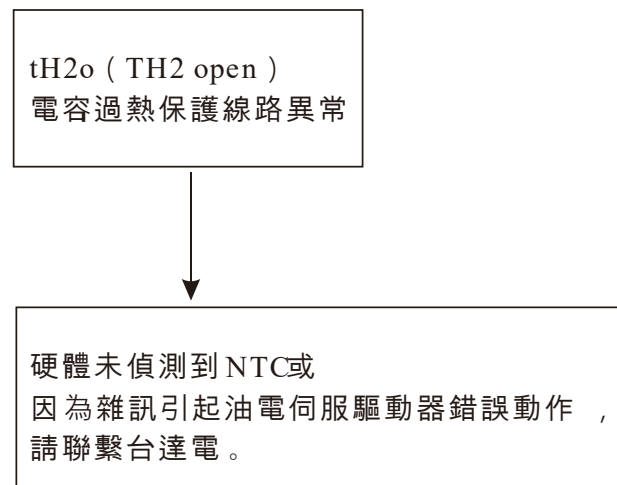 tH2o（TH2 open）
電容過熱保護線路異常
硬體未偵測到NTC或
因為雜訊引起油電伺服驅動器錯誤動作，
請聯繫台達電。